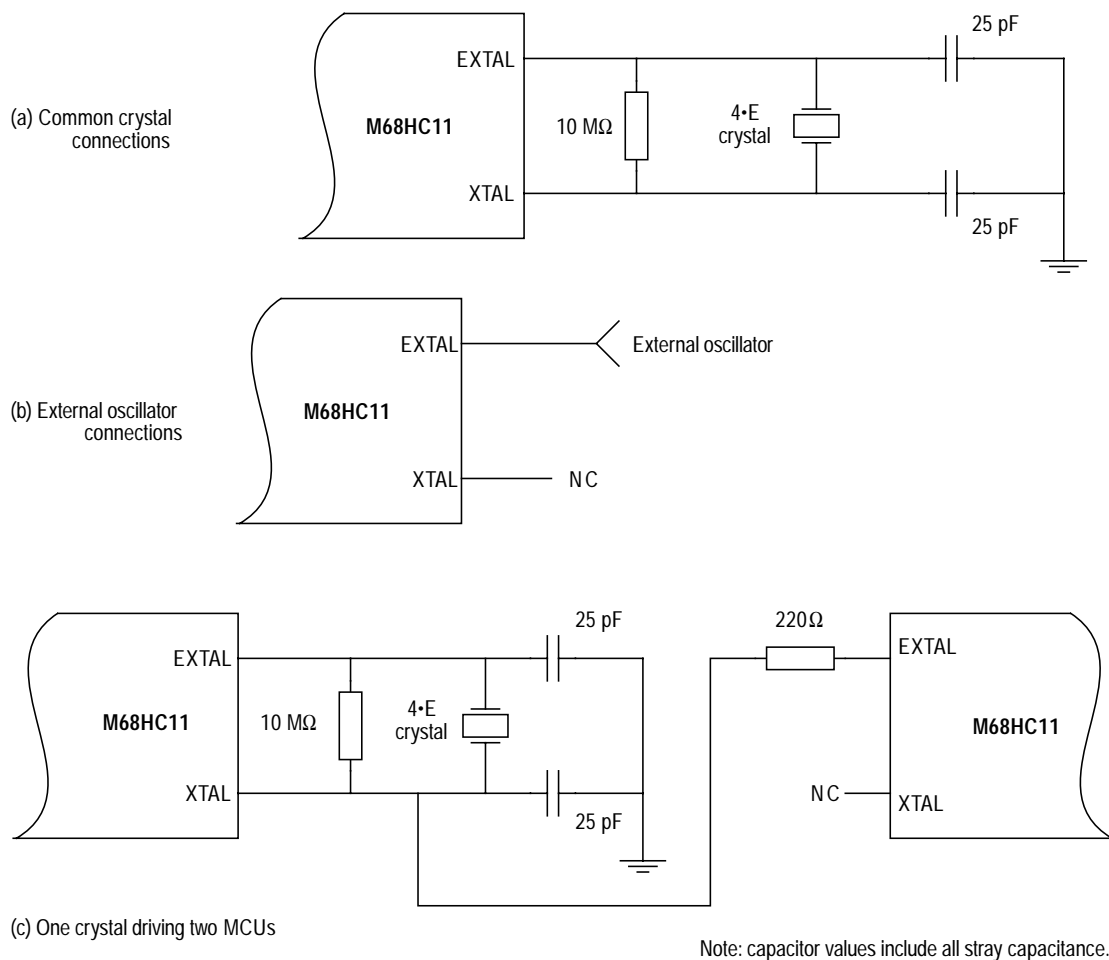 25 pF
EXTAL
(a) Common crystal
connections
M68HC11
10 MΩ
4•E
crystal
XTAL
25 pF
EXTAL
External oscillator
(b) External oscillator
connections
M68HC11
XTAL
NC
25 pF
220Ω
EXTAL
EXTAL
M68HC11
10 MΩ
4•E
crystal
M68HC11
XTAL
NC
XTAL
25 pF
(c) One crystal driving two MCUs
Note: capacitor values include all stray capacitance.